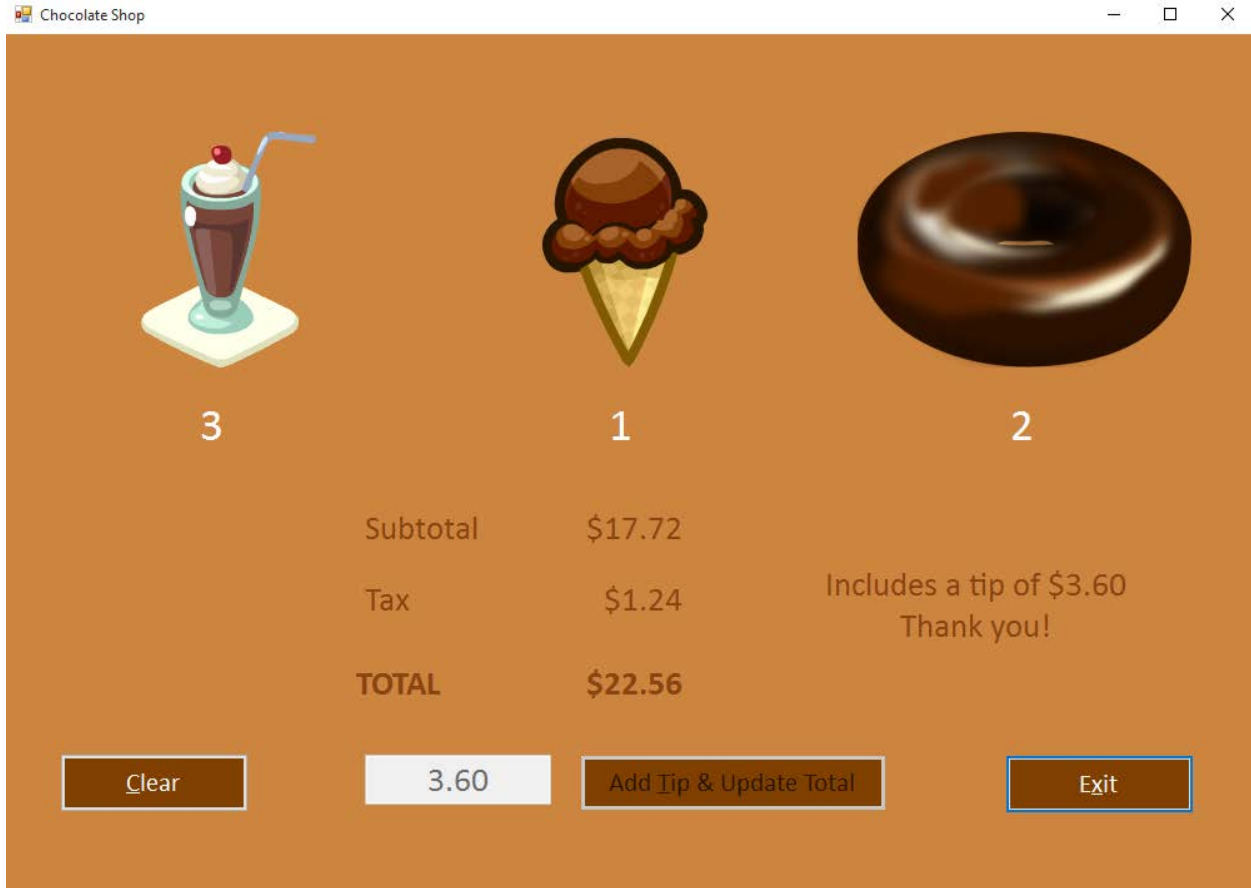 Chocolate Shop
3 1 2
Subtotal $17.72
Tax $1.24
Includes a tip of $3.60
Thank you!
TOTAL $22.56
Clear 3.60 Add Tip & Update Total Exit